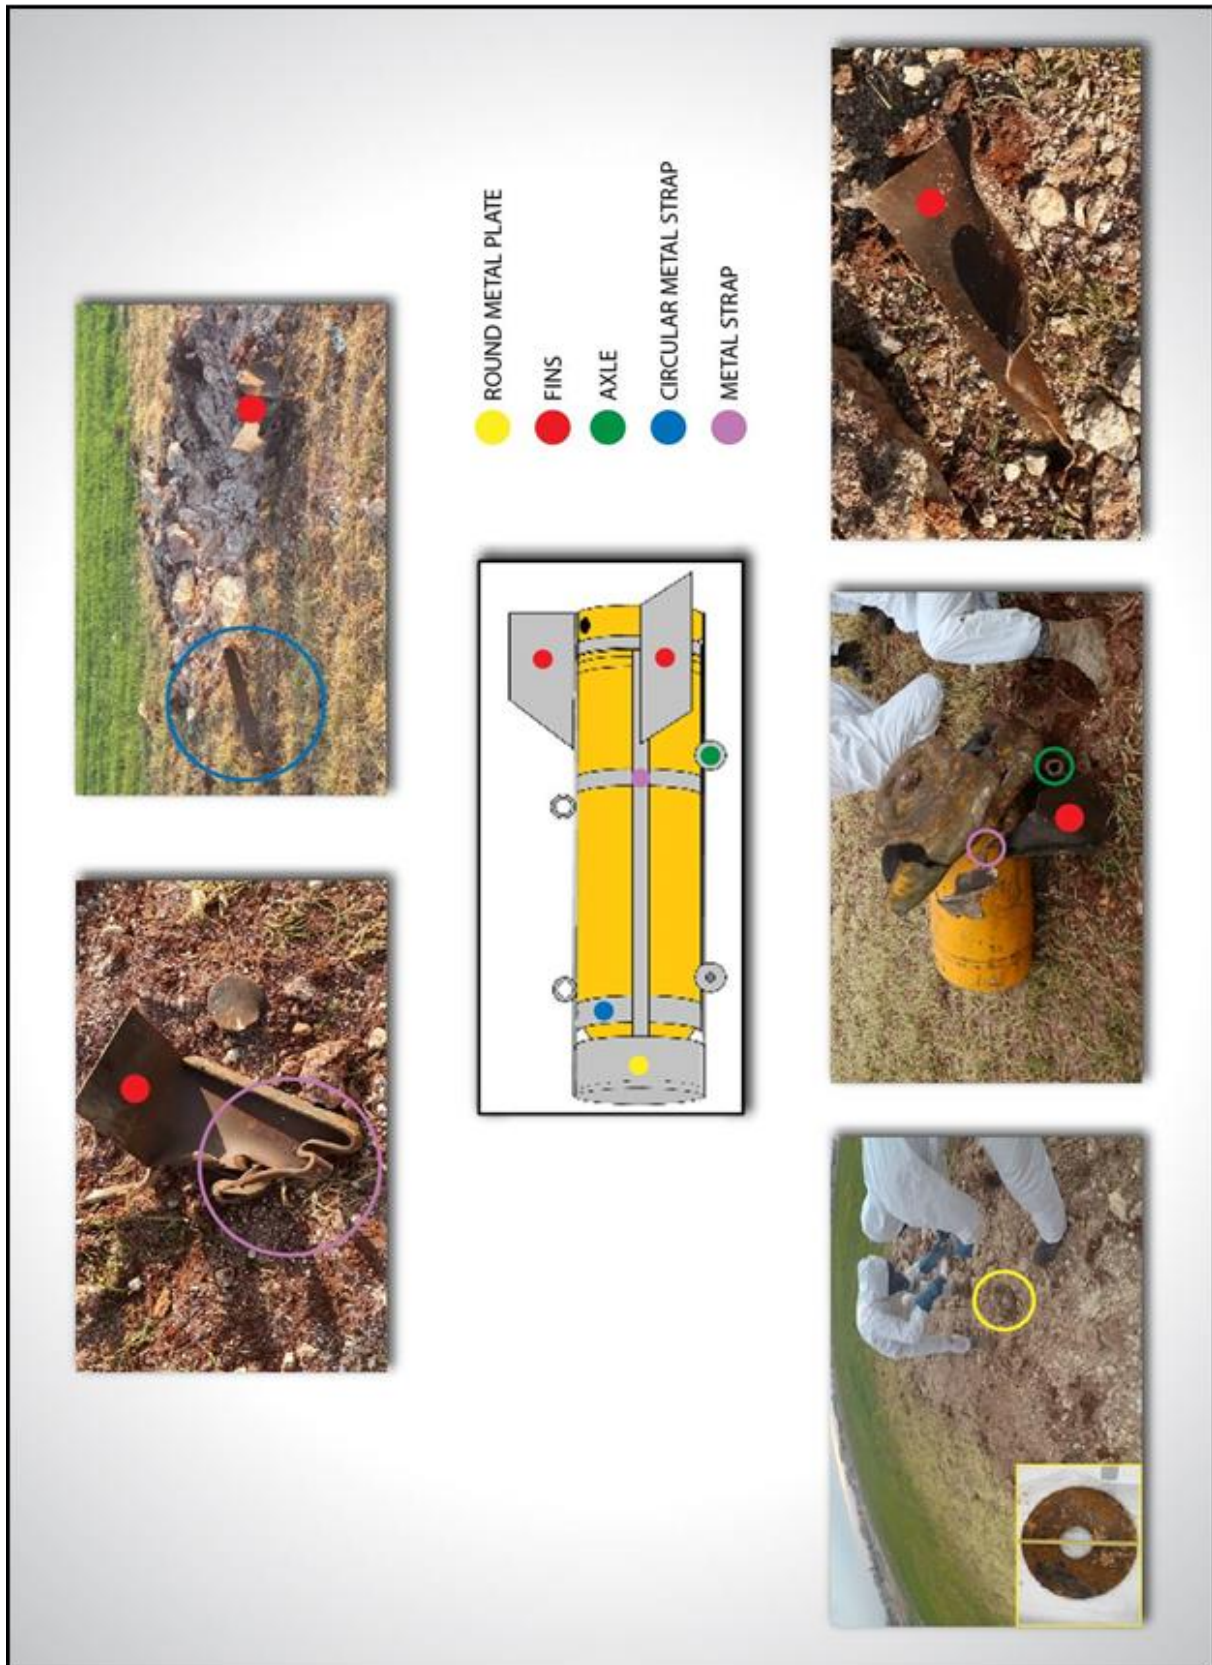 ROUND METAL PLATE
FINS
AXLE
CIRCULAR METAL STRAP
METAL STRAP